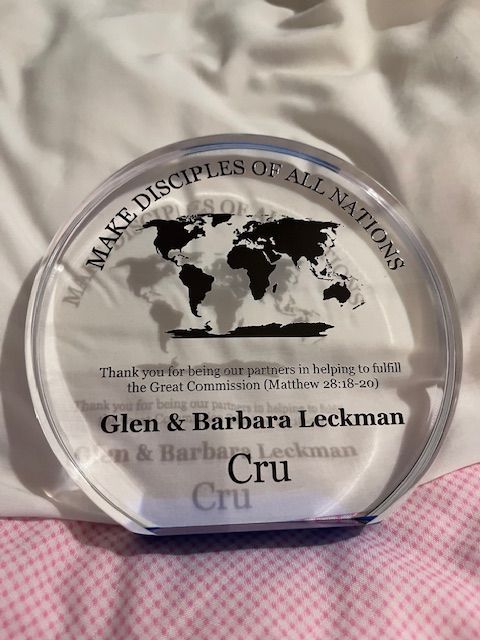 MAKE DISCIPLES OF ALL NATIONS
Thank you for being our partners in helping to fulfill
the Great Commission (Matthew 28:18-20)
Glen & Barbara Leckman
Cru